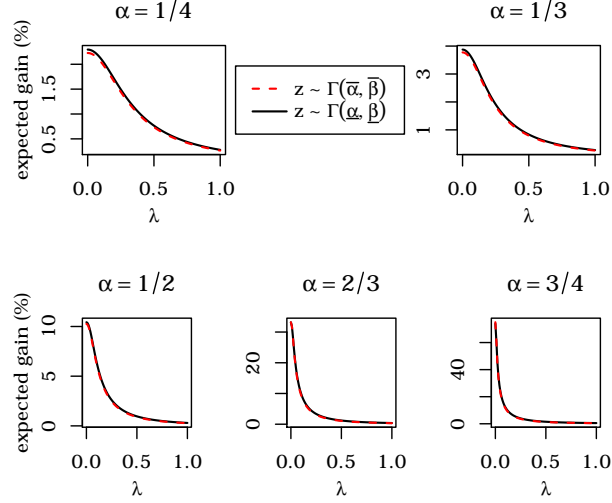 α = 1/4
α = 1/3
expected gain (%)
0.5 1.5
0.0 0.5 1.0
λ
z ~ Γ(α̅, β̅)
z ~ Γ(α̲, β̲)
1 3
0.0 0.5 1.0
λ
α = 1/2
α = 2/3
α = 3/4
expected gain (%)
0 5 10
0.0 0.5 1.0
λ
0 20
0.0 0.5 1.0
λ
0 40
0.0 0.5 1.0
λ